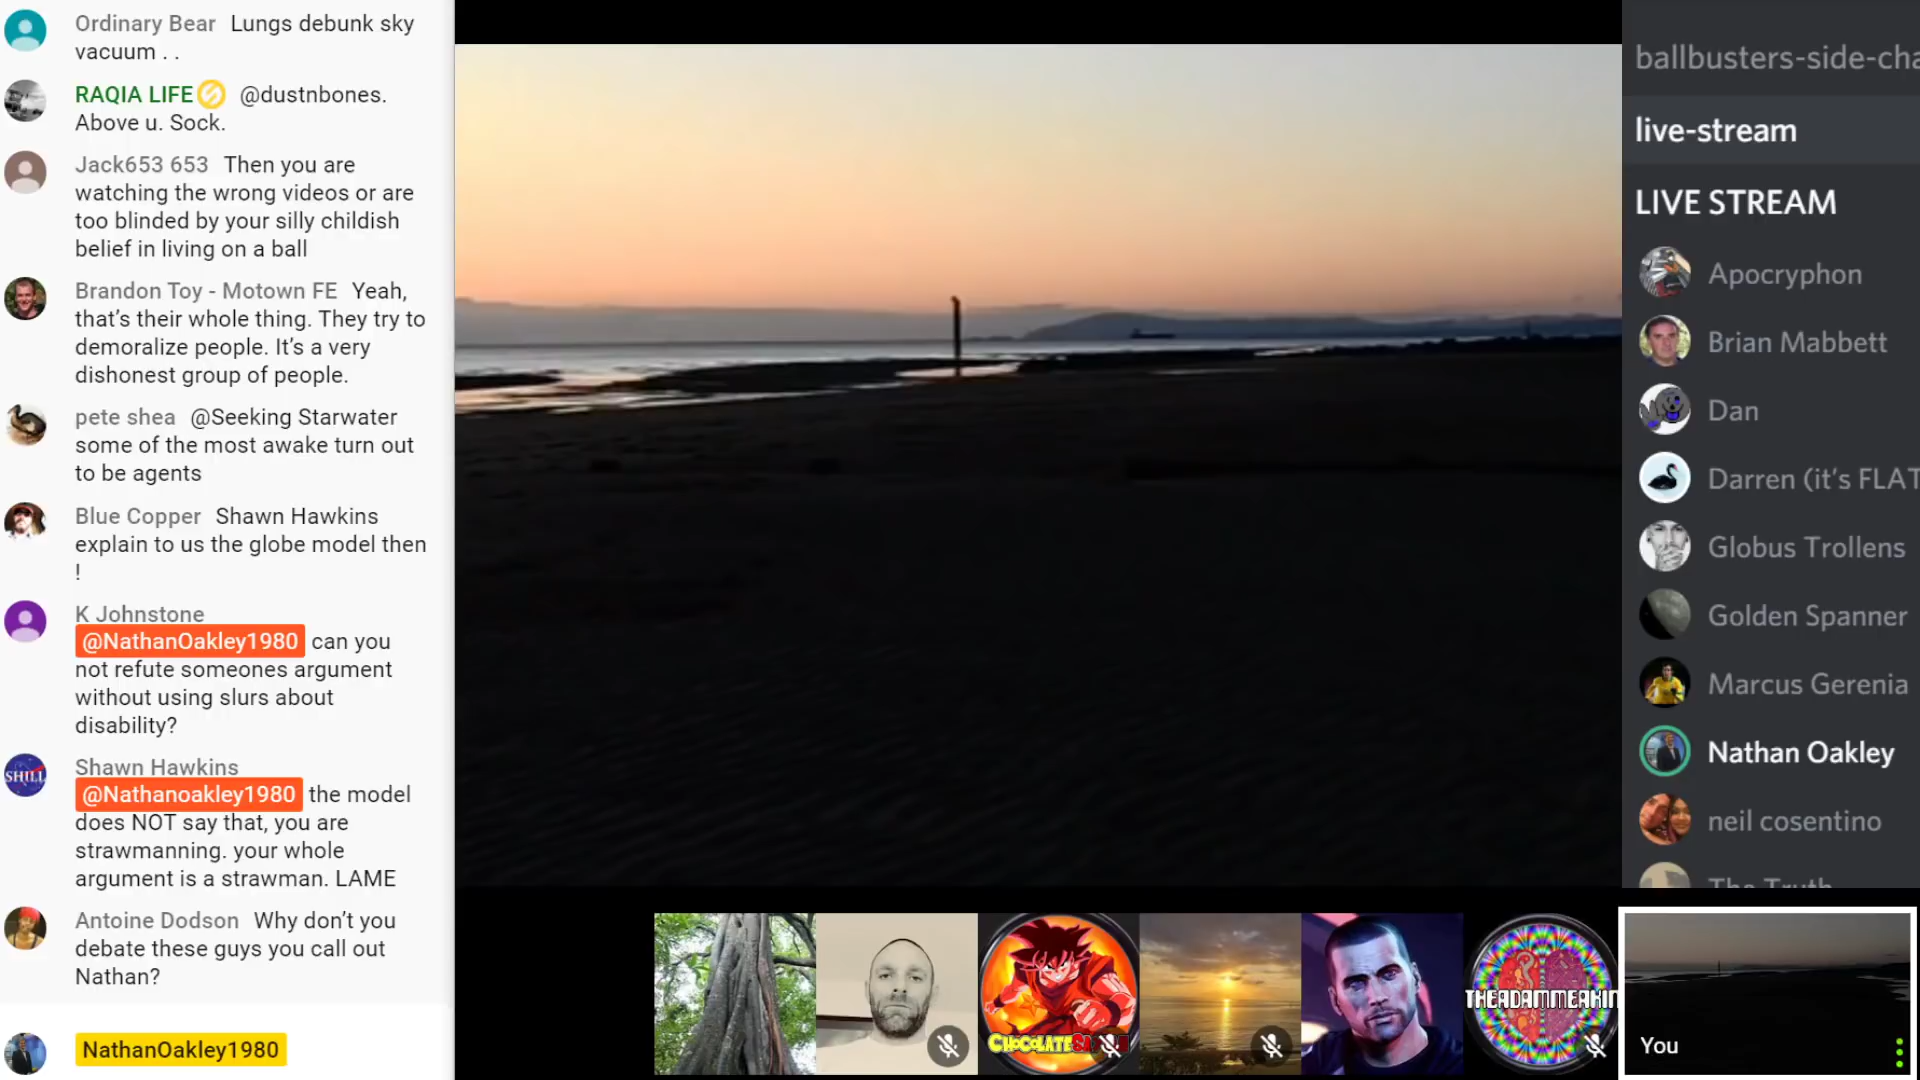 Ordinary Bear Lungs debunk sky
vacuum . .
RAQIA LIFE @dustnbones.
Above u. Sock.
Jack653 653 Then you are
watching the wrong videos or are
too blinded by your silly childish
belief in living on a ball
Brandon Toy - Motown FE Yeah,
that’s their whole thing. They try to
demoralize people. It’s a very
dishonest group of people.
pete shea @Seeking Starwater
some of the most awake turn out
to be agents
Blue Copper Shawn Hawkins
explain to us the globe model then
!
K Johnstone
@NathanOakley1980 can you
not refute someones argument
without using slurs about
disability?
SHILL
Shawn Hawkins
@Nathanoakley1980 the model
does NOT say that, you are
strawmanning. your whole
argument is a strawman. LAME
Antoine Dodson Why don’t you
debate these guys you call out
Nathan?
NathanOakley1980
ballbusters-side-cha
live-stream
LIVE STREAM
Apocryphon
Brian Mabbett
Dan
Darren (it’s FLAT
Globus Trollens
Golden Spanner
Marcus Gerenia
Nathan Oakley
neil cosentino
The Truth
THEADAMMEAKIN
You